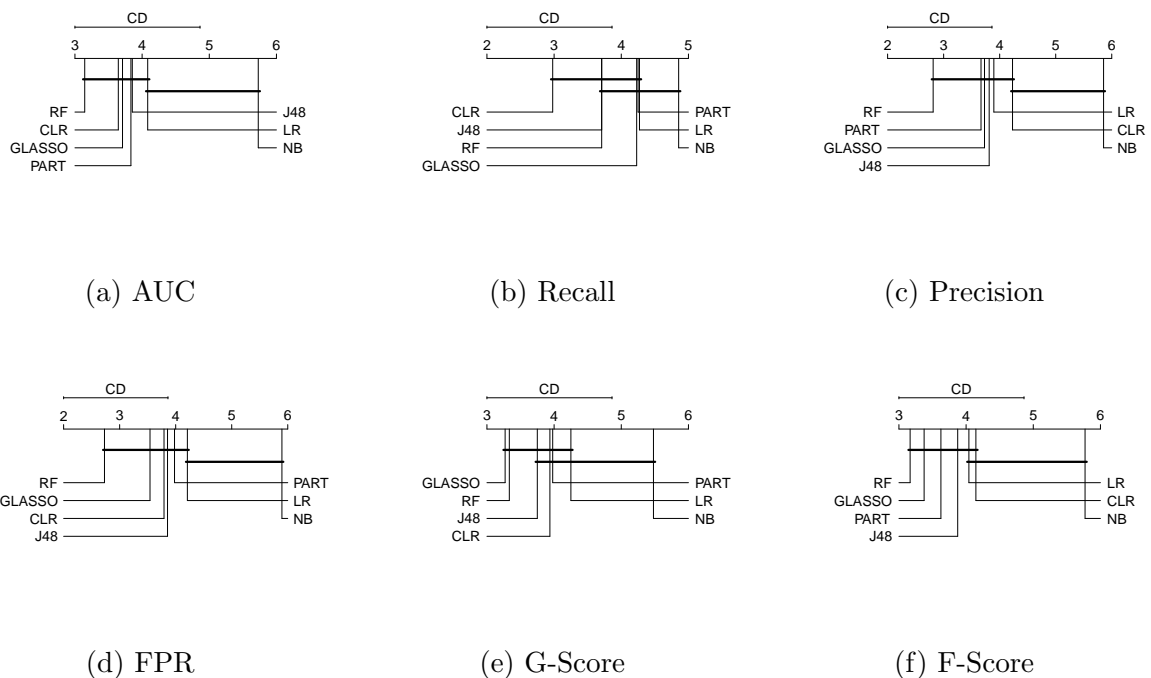 CD
3 4 5 6
RF
CLR
GLASSO
PART
J48
LR
NB
(a) AUC
CD
2 3 4 5
CLR
J48
RF
GLASSO
PART
LR
NB
(b) Recall
CD
2 3 4 5 6
RF
PART
GLASSO
J48
LR
CLR
NB
(c) Precision
CD
2 3 4 5 6
RF
GLASSO
CLR
J48
PART
LR
NB
(d) FPR
CD
3 4 5 6
GLASSO
RF
J48
CLR
PART
LR
NB
(e) G-Score
CD
3 4 5 6
RF
GLASSO
PART
J48
LR
CLR
NB
(f) F-Score